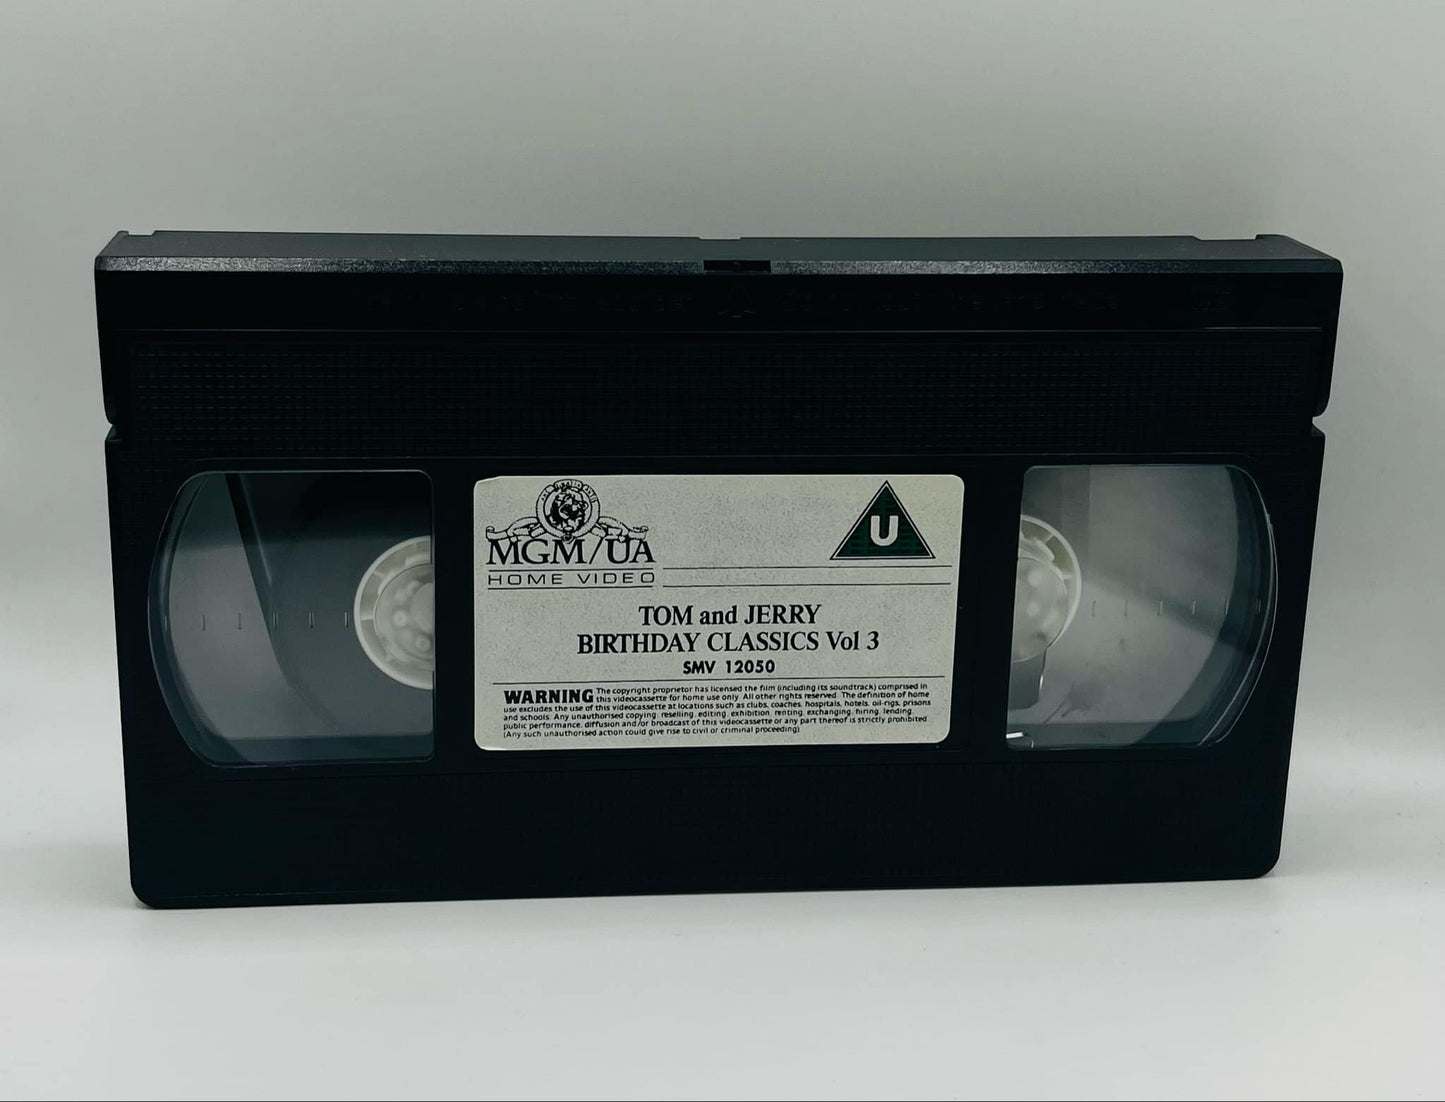 ARS GRATIA ARTIS
MGM/UA
HOME VIDEO
U
TOM and JERRY
BIRTHDAY CLASSICS Vol 3
SMV 12050
WARNING The copyright proprietor has licensed the film (including its soundtrack) comprised in
this videocassette for home use only. All other rights reserved. The definition of home
use excludes the use of this videocassette at locations such as clubs, coaches, hospitals, hotels, oil-rigs, prisons
and schools. Any unauthorised copying, reselling, editing, exhibition, renting, exchanging, hiring, lending,
public performance, diffusion and/or broadcast of this videocassette or any part thereof is strictly prohibited
(Any such unauthorised action could give rise to civil or criminal proceeding)